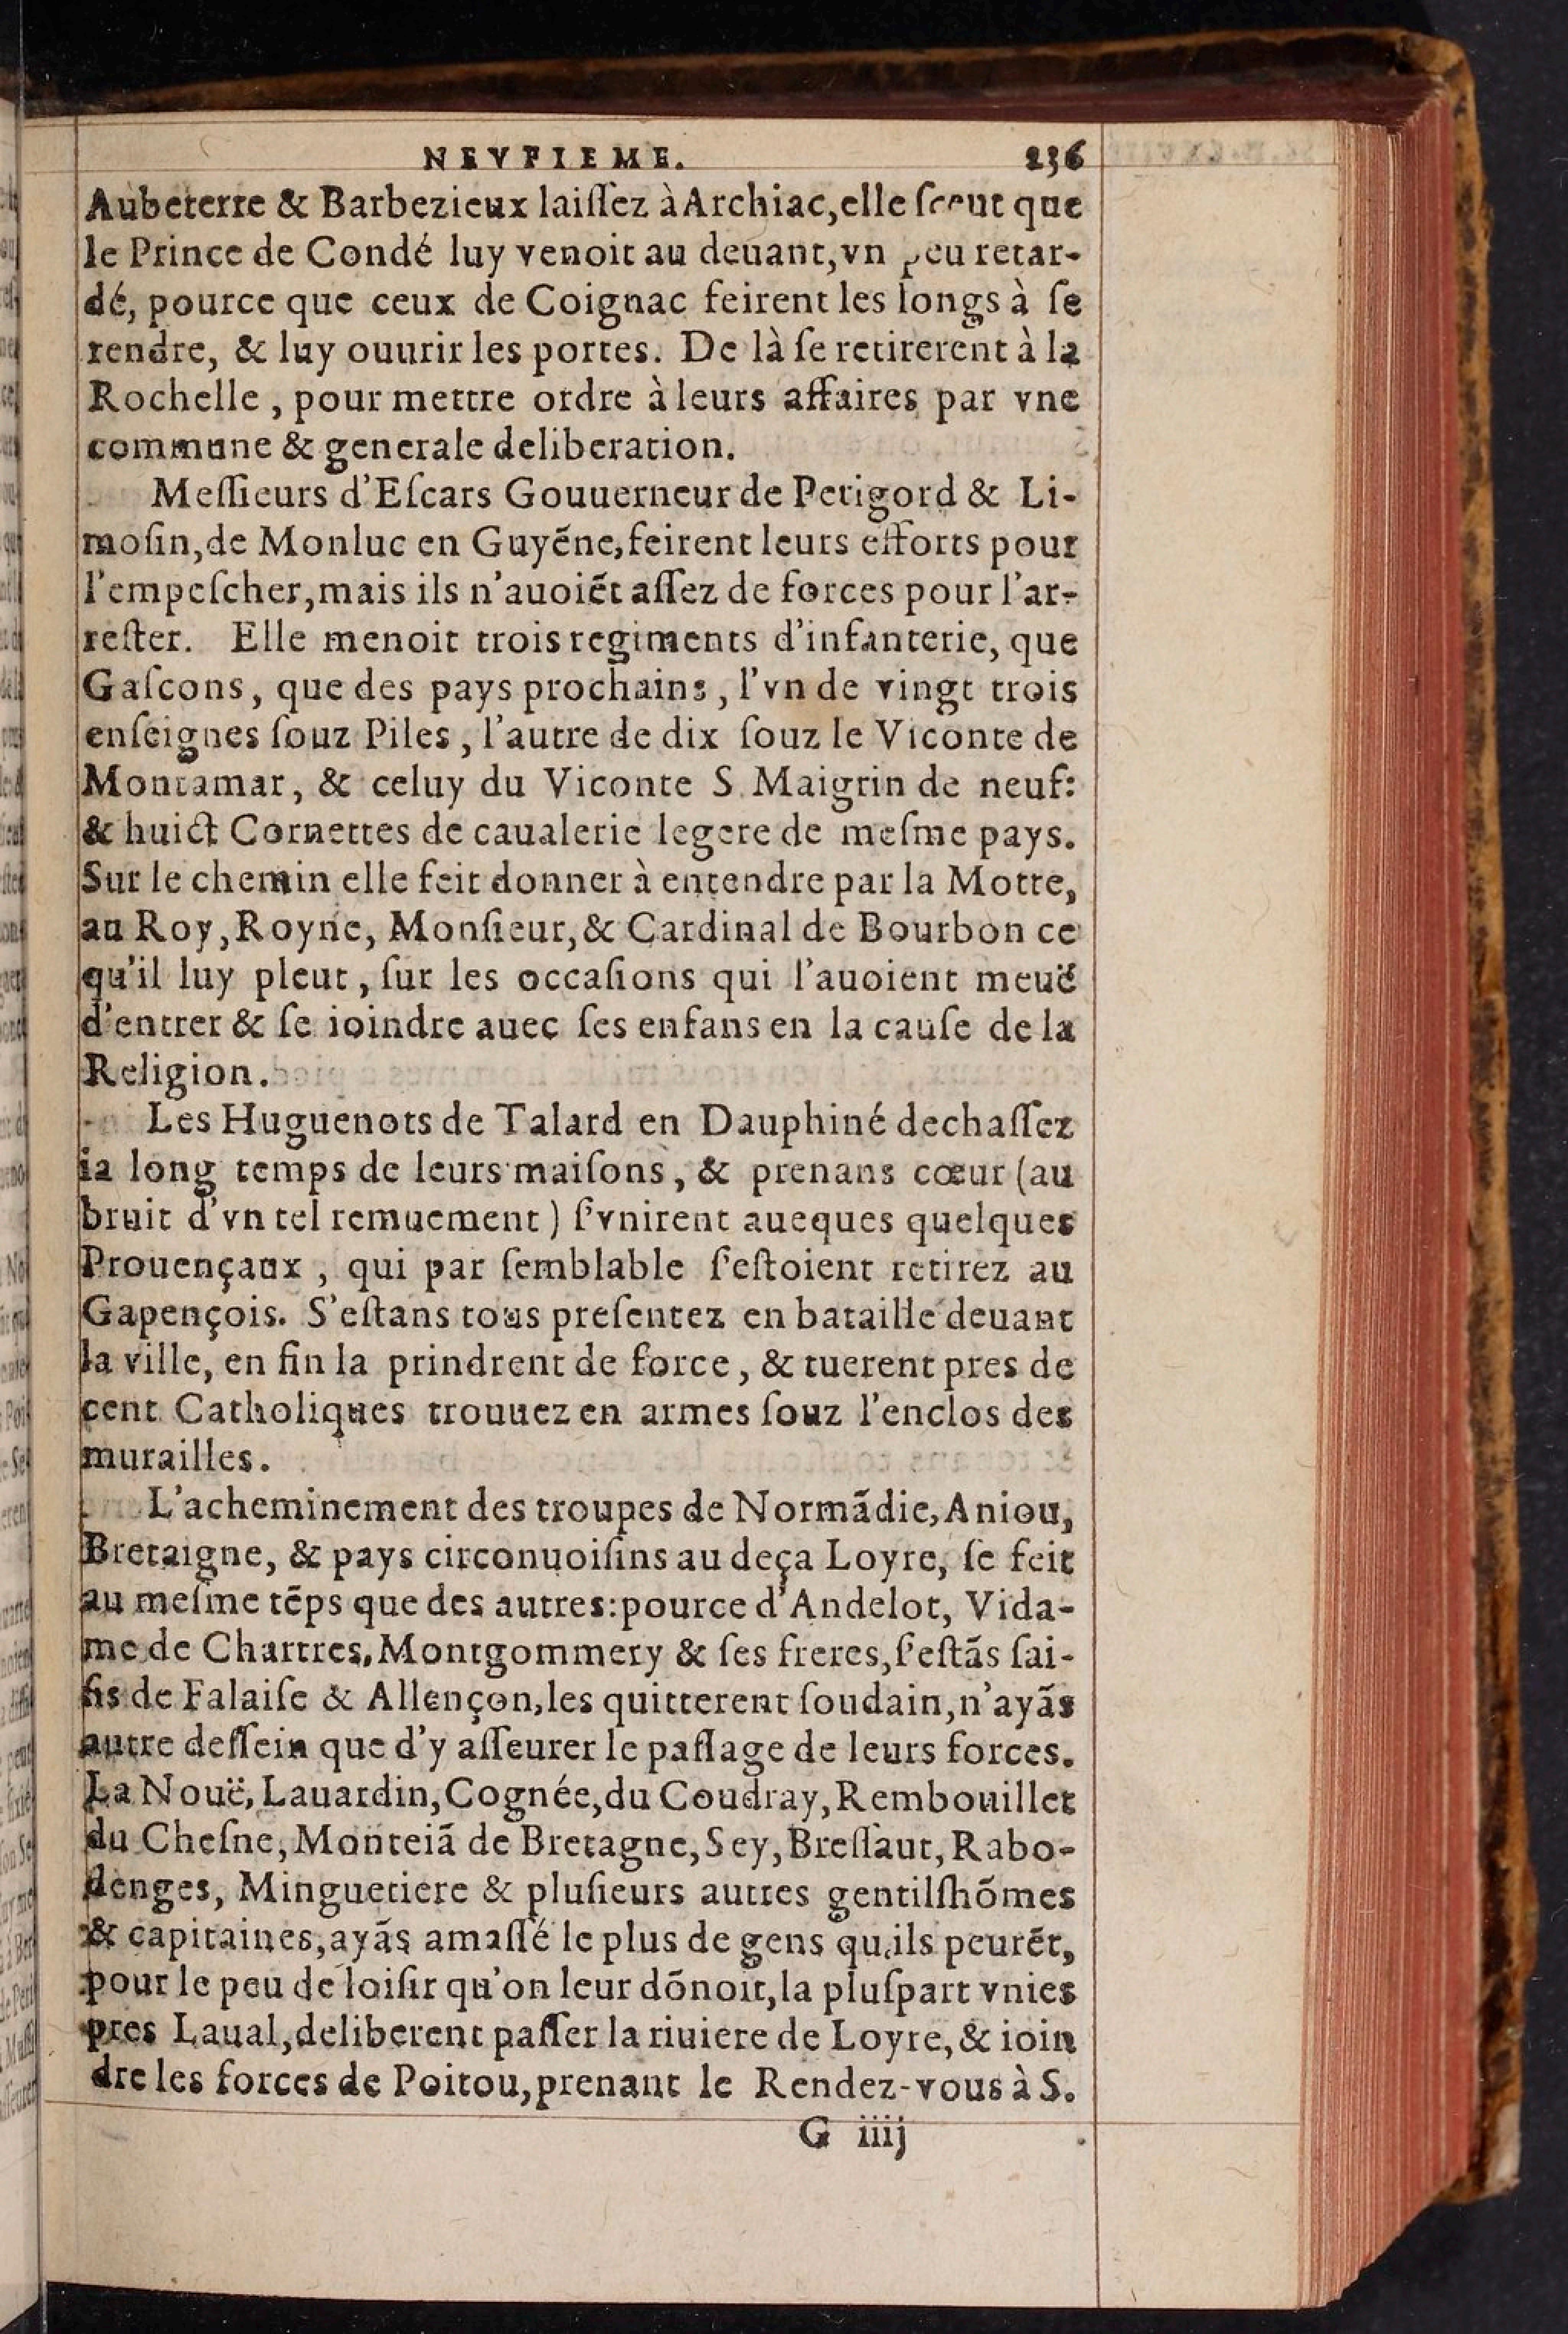 NEVFIEME. 236
Aubeterre & Barbezieux laiſſez à Archiac, elle ſceut que
le Prince de Condé luy venoit au deuant, vn peu retar-
dé, pource que ceux de Coignac feirent les longs à ſe
rendre, & luy ouurir les portes. De là ſe retirerent à la
Rochelle, pour mettre ordre à leurs affaires par vne
commune & generale deliberation.
Meſſieurs d'Eſcars Gouuerneur de Perigord & Li-
moſin, de Monluc en Guyẽne, feirent leurs efforts pour
l'empeſcher, mais ils n'auoiẽt aſſez de forces pour l'ar-
reſter. Elle menoit trois regiments d'infanterie, que
Gaſcons, que des pays prochains, l'vn de vingt trois
enſeignes ſouz Piles, l'autre de dix ſouz le Viconte de
Montamar, & celuy du Viconte S. Maigrin de neuf:
& huict Cornettes de caualerie legere de meſme pays.
Sur le chemin elle feit donner à entendre par la Motte,
au Roy, Royne, Monſieur, & Cardinal de Bourbon ce
qu'il luy pleut, ſur les occaſions qui l'auoient meuë
d'entrer & ſe ioindre auec ſes enfans en la cauſe de la
Religion.
Les Huguenots de Talard en Dauphiné dechaſſez
ia long temps de leurs maiſons, & prenans cœur (au
bruit d'vn tel remuement) ſ'vnirent aueques quelques
Prouençaux, qui par ſemblable ſ'eſtoient retirez au
Gapençois. S'eſtans tous preſentez en bataille deuant
la ville, en fin la prindrent de force, & tuerent pres de
cent Catholiques trouuez en armes ſouz l'enclos des
murailles.
L'acheminement des troupes de Normãdie, Aniou,
Bretaigne, & pays circonuoiſins au deça Loyre, ſe feit
au meſme tẽps que des autres: pource d'Andelot, Vida-
me de Chartres, Montgommery & ſes freres, ſ'eſtãs ſai-
ſis de Falaiſe & Allençon, les quitterent ſoudain, n'ayãs
autre deſſein que d'y aſſeurer le paſſage de leurs forces.
La Nouë, Lauardin, Cognée, du Coudray, Rembouillet
du Cheſne, Monteiã de Bretagne, Sey, Breſſaut, Rabo-
denges, Minguetiere & pluſieurs autres gentilſhõmes
& capitaines, ayãs amaſſé le plus de gens qu'ils peurẽt,
pour le peu de loiſir qu'on leur dõnoit, la pluſpart vnies
pres Laual, deliberent paſſer la riuiere de Loyre, & ioin
dre les forces de Poitou, prenant le Rendez-vous à S.
G iiij